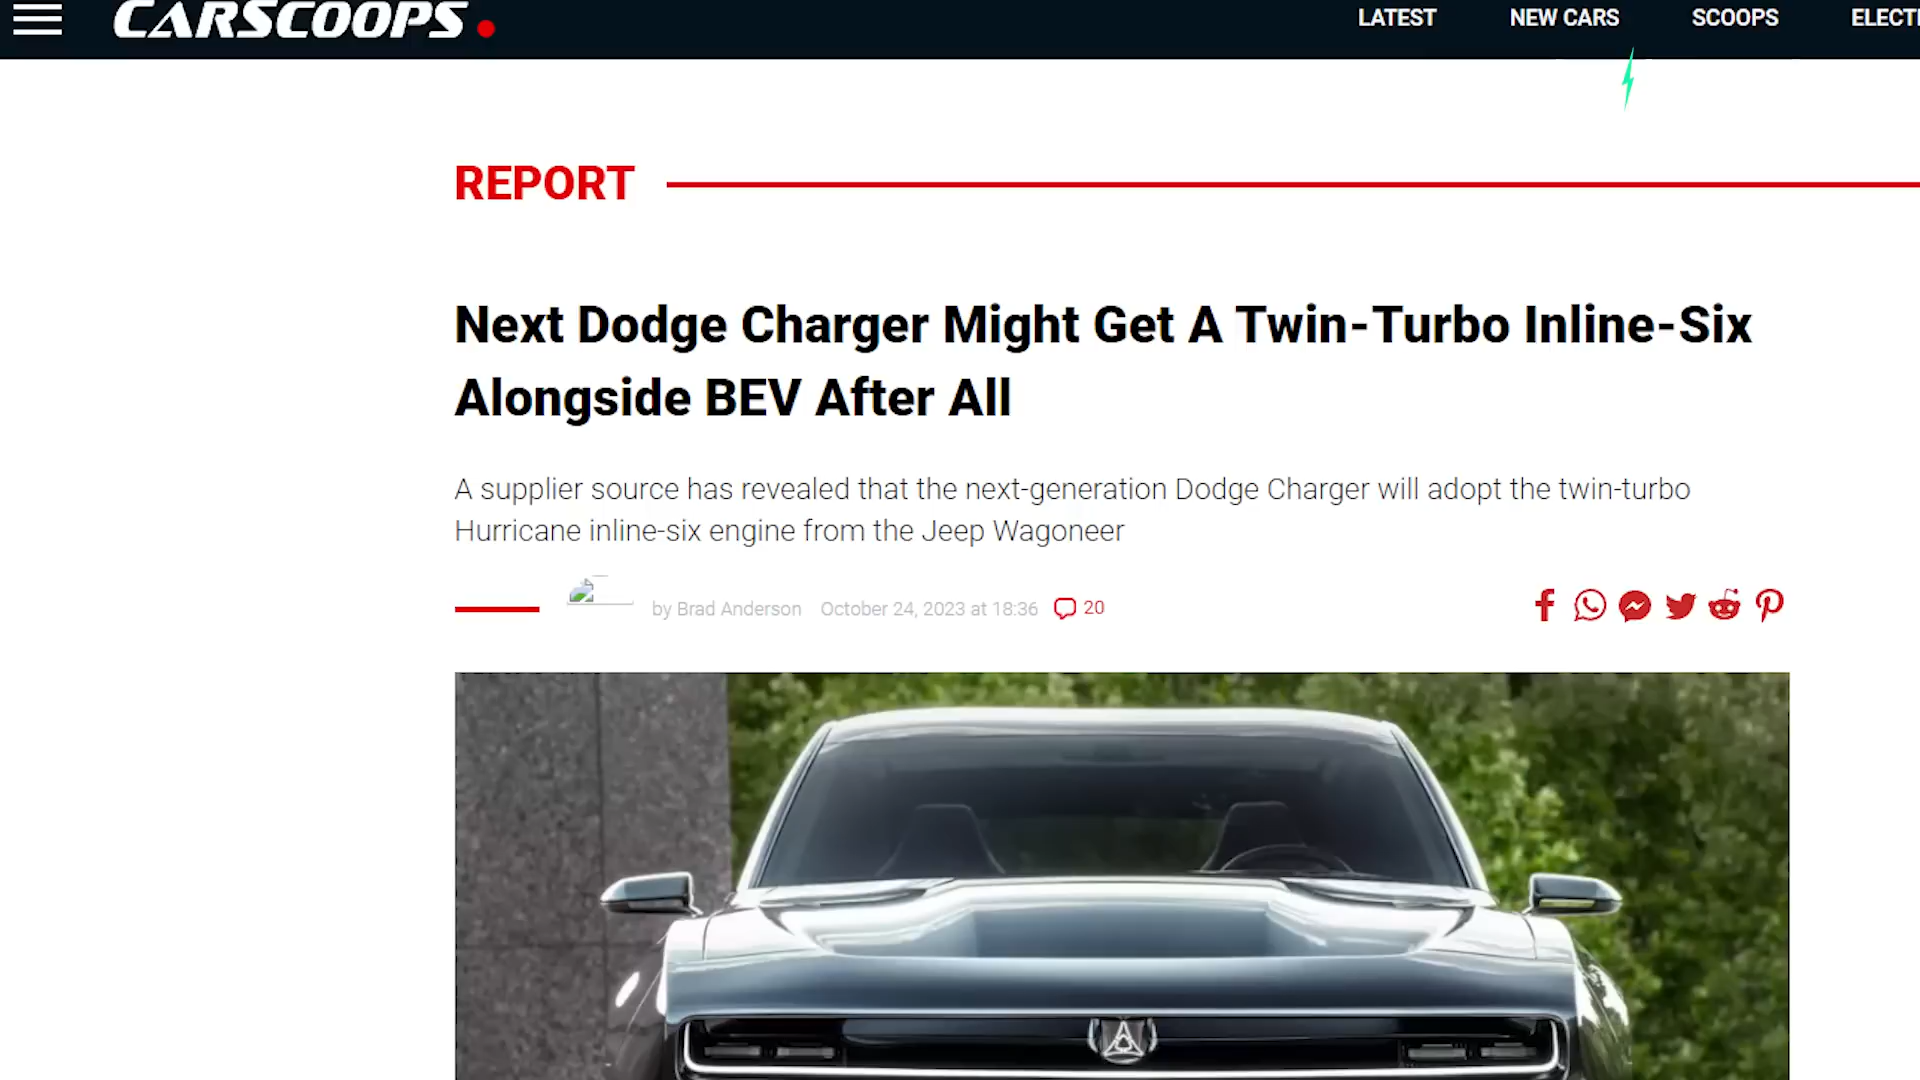 CARSCOOPS.
LATEST NEW CARS SCOOPS ELECT
REPORT
Next Dodge Charger Might Get A Twin-Turbo Inline-Six
Alongside BEV After All
A supplier source has revealed that the next-generation Dodge Charger will adopt the twin-turbo
Hurricane inline-six engine from the Jeep Wagoneer
by Brad Anderson October 24, 2023 at 18:36 20